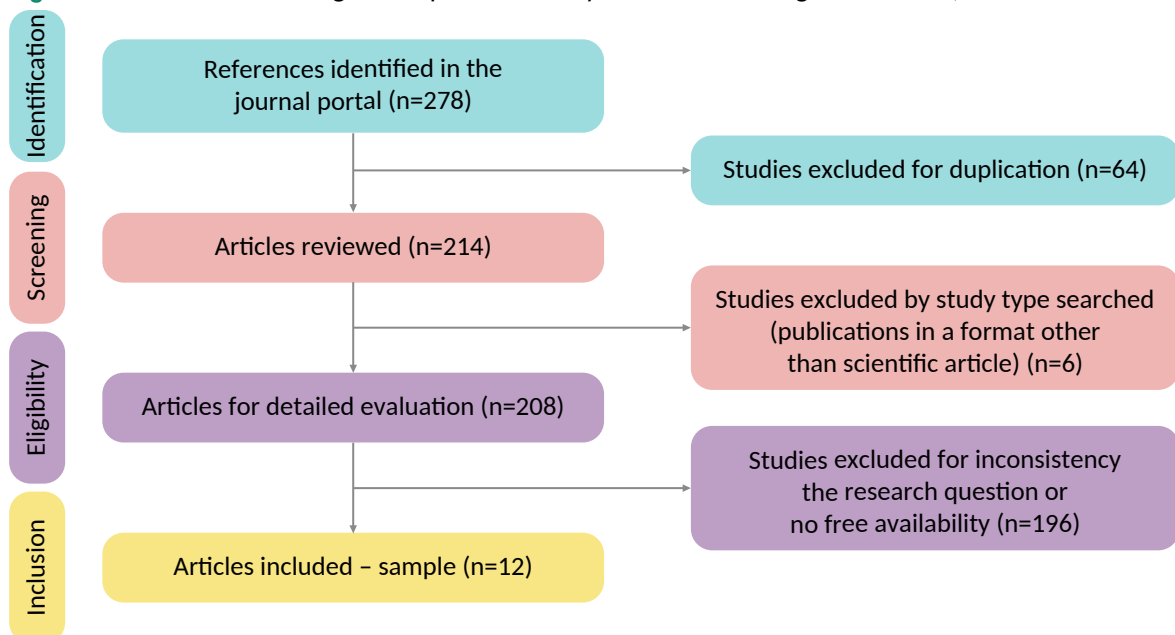 Identification
References identified in the
journal portal (n=278)
Studies excluded for duplication (n=64)
Screening
Articles reviewed (n=214)
Studies excluded by study type searched
(publications in a format other
than scientific article) (n=6)
Eligibility
Articles for detailed evaluation (n=208)
Studies excluded for inconsistency
the research question or
no free availability (n=196)
Inclusion
Articles included – sample (n=12)